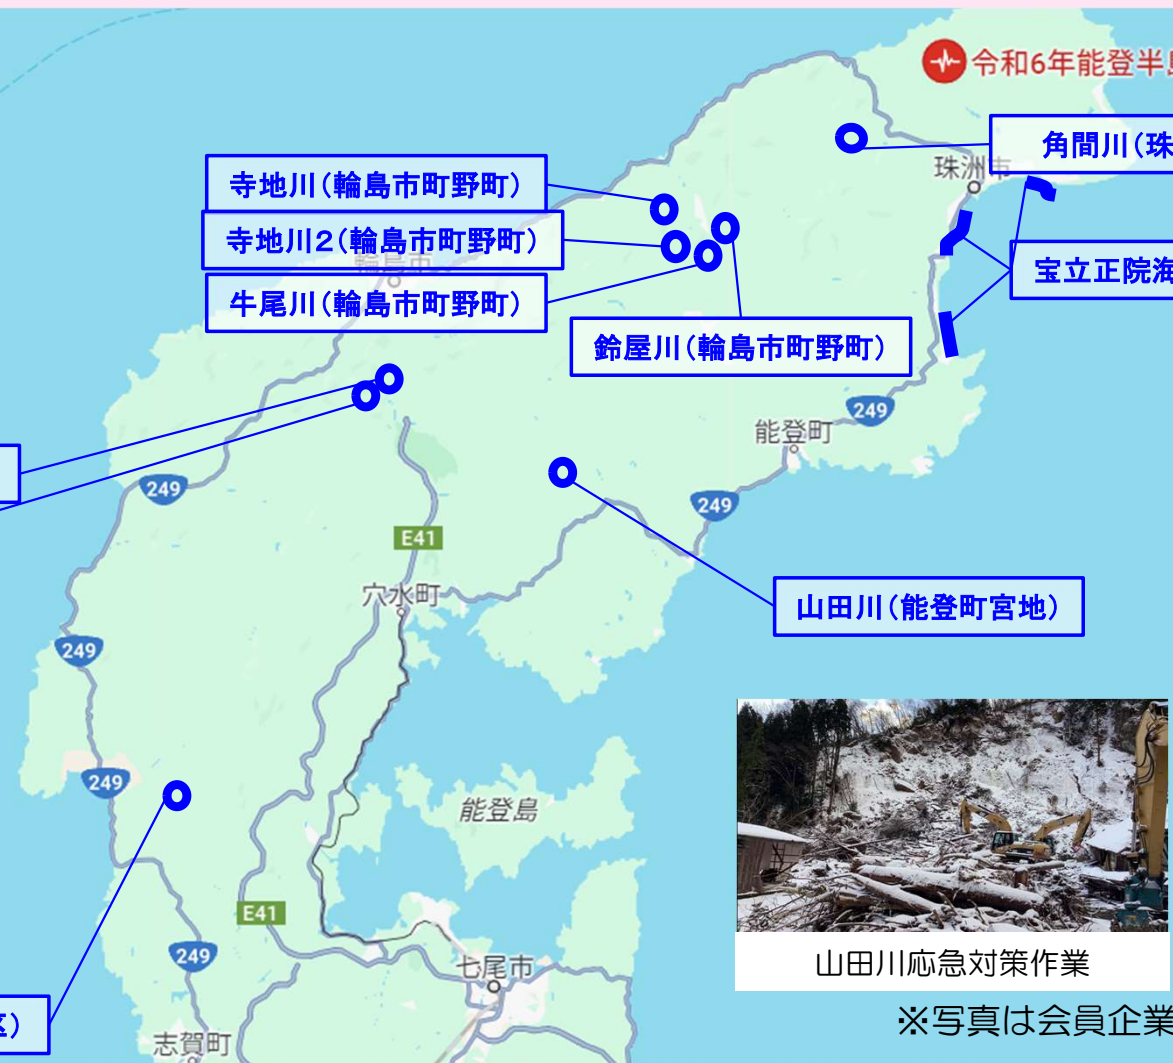 令和6年能登半
角間川(珠
珠洲市
寺地川(輪島市町野町)
寺地川2(輪島市町野町)
輪島市
牛尾川(輪島市町野町)
宝立正院海
鈴屋川(輪島市町野町)
249
能登町
249
249
E41
穴水町
山田川(能登町宮地)
249
249
能登島
E41
249
七尾市
山田川応急対策作業
※写真は会員企業
区)
志賀町